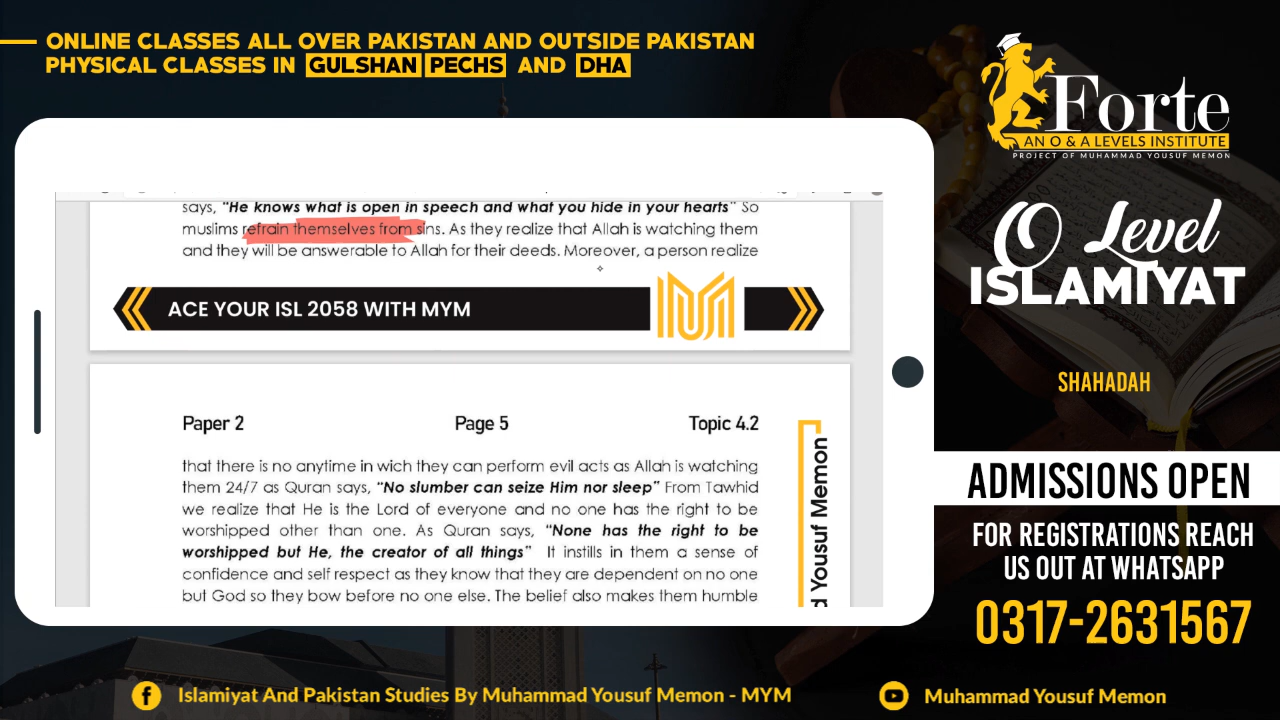 ONLINE CLASSES ALL OVER PAKISTAN AND OUTSIDE PAKISTAN
PHYSICAL CLASSES IN GULSHAN PECHS AND DHA
says, "He knows what is open in speech and what you hide in your hearts" So
muslims refrain themselves from sins. As they realize that Allah is watching them
and they will be answerable to Allah for their deeds. Moreover, a person realize
ACE YOUR ISL 2058 WITH MYM
Paper 2 Page 5 Topic 4.2
that there is no anytime in wich they can perform evil acts as Allah is watching
them 24/7 as Quran says, "No slumber can seize Him nor sleep" From Tawhid
we realize that He is the Lord of everyone and no one has the right to be
worshipped other than one. As Quran says, "None has the right to be
worshipped but He, the creator of all things" It instills in them a sense of
confidence and self respect as they know that they are dependent on no one
but God so they bow before no one else. The belief also makes them humble
d Yousuf Memon
Forte
AN O & A LEVELS INSTITUTE
PROJECT OF MUHAMMAD YOUSUF MEMON
O Level
ISLAMIYAT
SHAHADAH
ADMISSIONS OPEN
FOR REGISTRATIONS REACH
US OUT AT WHATSAPP
0317-2631567
Islamiyat And Pakistan Studies By Muhammad Yousuf Memon - MYM
Muhammad Yousuf Memon